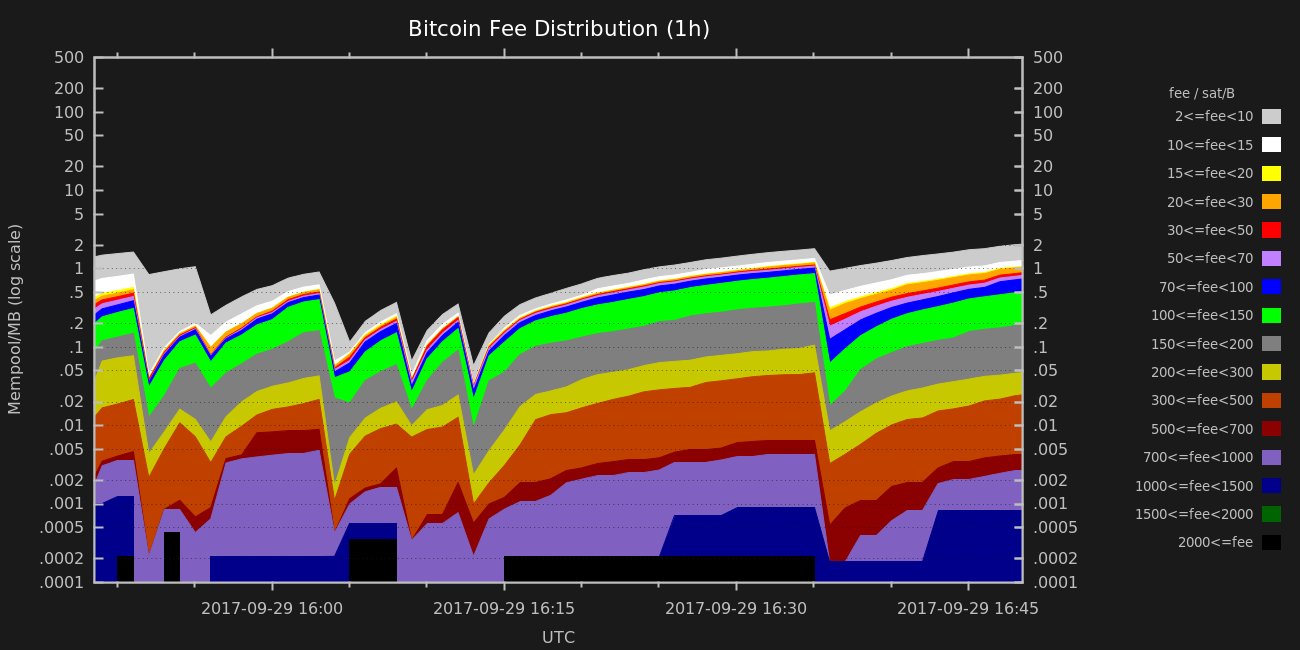 Bitcoin Fee Distribution (1h)
Mempool/MB (log scale)
500
200
100
50
20
10
5
2
1
.5
.2
.1
.05
.02
.01
.005
.002
.001
.0005
.0002
.0001
500
200
100
50
20
10
5
2
1
.5
.2
.1
.05
.02
.01
.005
.002
.001
.0005
.0002
.0001
2017-09-29 16:00
2017-09-29 16:15
2017-09-29 16:30
2017-09-29 16:45
UTC
fee / sat/B
2<=fee<10
10<=fee<15
15<=fee<20
20<=fee<30
30<=fee<50
50<=fee<70
70<=fee<100
100<=fee<150
150<=fee<200
200<=fee<300
300<=fee<500
500<=fee<700
700<=fee<1000
1000<=fee<1500
1500<=fee<2000
2000<=fee